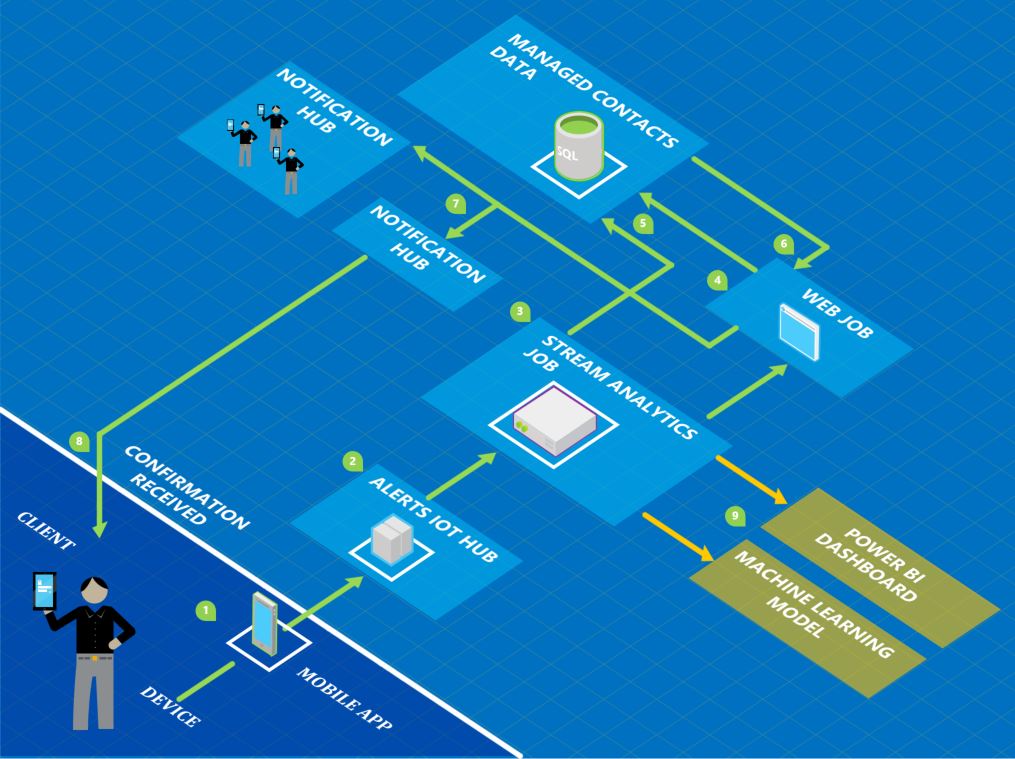 MANAGED CONTACTS
DATA
SQL
NOTIFICATION
HUB
7
NOTIFICATION
HUB
5
6
4
WEB JOB
3
STREAM ANALYTICS
JOB
8
CONFIRMATION
RECEIVED
2
ALERTS IOT HUB
9
POWER BI
DASHBOARD
MACHINE LEARNING
MODEL
CLIENT
1
DEVICE
MOBILE APP